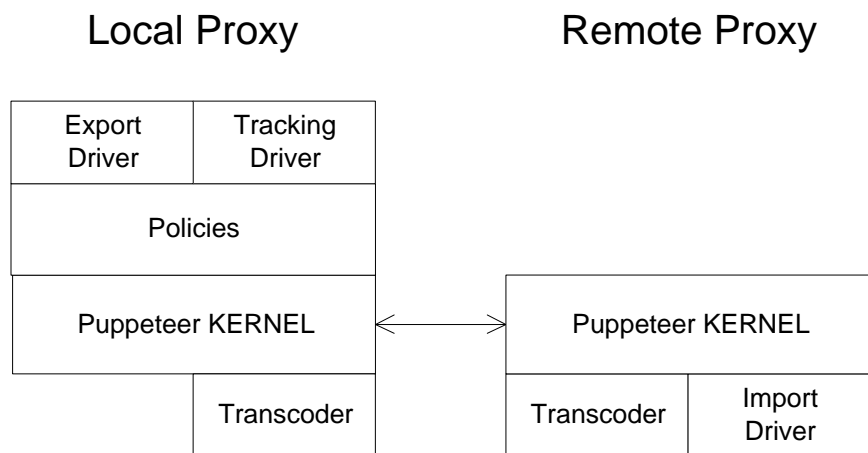 Local Proxy
Remote Proxy
Export
Driver
Tracking
Driver
Policies
Puppeteer KERNEL
Puppeteer KERNEL
Transcoder
Transcoder
Import
Driver